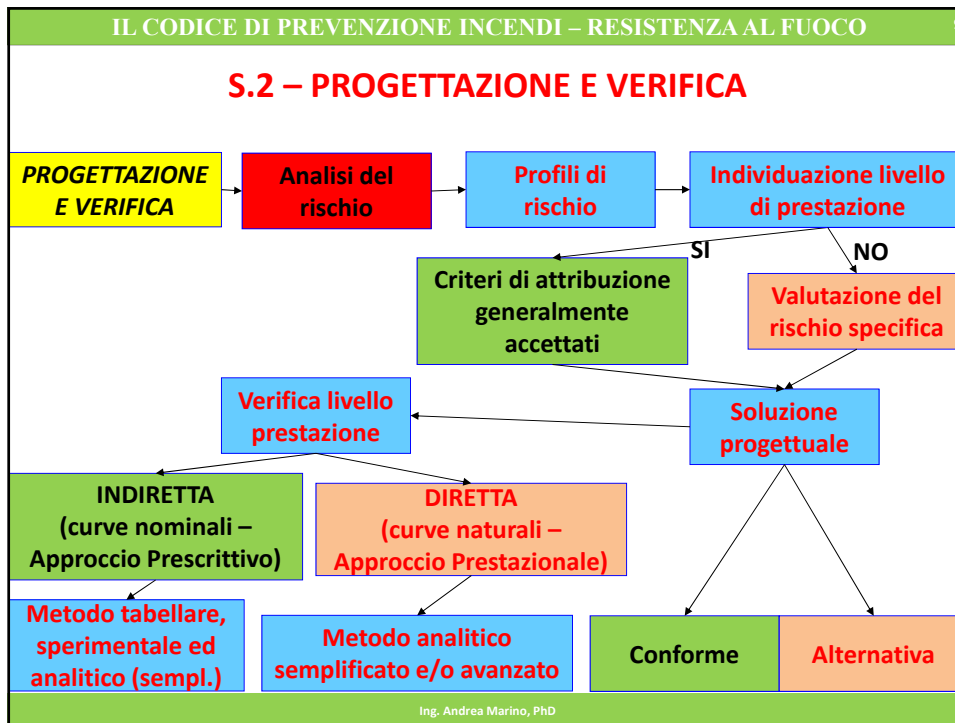 IL CODICE DI PREVENZIONE INCENDI – RESISTENZA AL FUOCO
S.2 – PROGETTAZIONE E VERIFICA
PROGETTAZIONE
E VERIFICA
Analisi del
rischio
Profili di
rischio
Individuazione livello
di prestazione
SI
NO
Criteri di attribuzione
generalmente
accettati
Valutazione del
rischio specifica
Verifica livello
prestazione
Soluzione
progettuale
INDIRETTA
(curve nominali –
Approccio Prescrittivo)
DIRETTA
(curve naturali –
Approccio Prestazionale)
Metodo tabellare,
sperimentale ed
analitico (sempl.)
Metodo analitico
semplificato e/o avanzato
Conforme
Alternativa
Ing. Andrea Marino, PhD